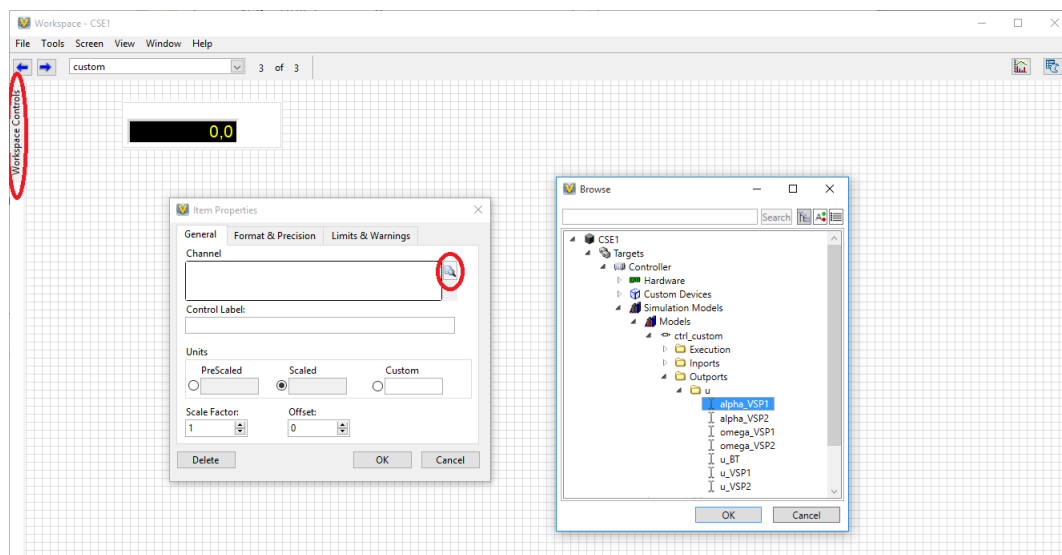 Workspace - CSE1
File Tools Screen View Window Help
custom 3 of 3
Workspace Controls
0,0
Item Properties
General Format & Precision Limits & Warnings
Channel
Control Label:
Units
PreScaled Scaled Custom
Scale Factor: Offset:
1 0
Delete OK Cancel
Browse
Search
CSE1
Targets
Controller
Hardware
Custom Devices
Simulation Models
Models
ctrl_custom
Execution
Inports
Outports
u
alpha_VSP1
alpha_VSP2
omega_VSP1
omega_VSP2
u_BT
u_VSP1
u_VSP2
OK Cancel